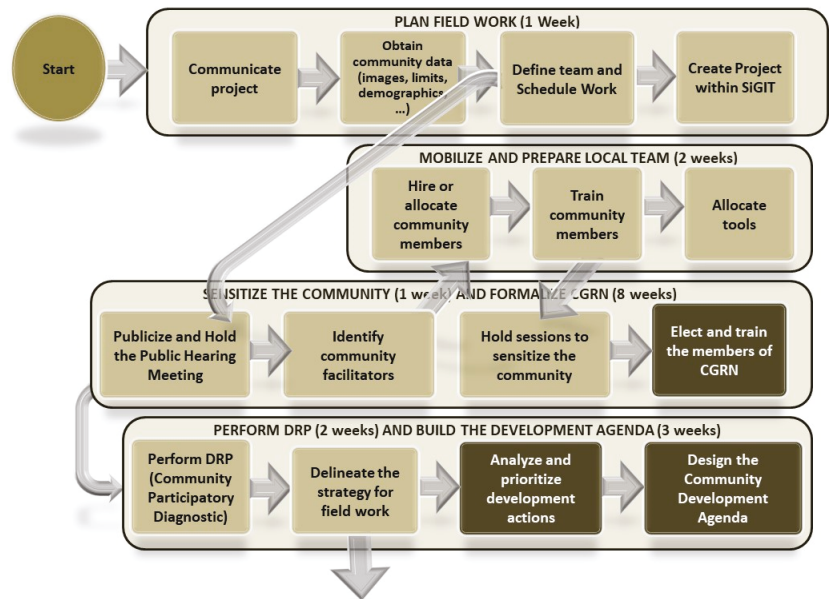 PLAN FIELD WORK (1 Week)
Start
Communicate
project
Obtain
community data
(images, limits,
demographics,
...)
Define team and
Schedule Work
Create Project
within SiGIT
MOBILIZE AND PREPARE LOCAL TEAM (2 weeks)
Hire or
allocate
community
members
Train
community
members
Allocate
tools
SENSITIZE THE COMMUNITY (1 week) AND FORMALIZE CGRN (8 weeks)
Publicize and Hold
the Public Hearing
Meeting
Identify
community
facilitators
Hold sessions to
sensitize the
community
Elect and train
the members of
CGRN
PERFORM DRP (2 weeks) AND BUILD THE DEVELOPMENT AGENDA (3 weeks)
Perform DRP
(Community
Participatory
Diagnostic)
Delineate the
strategy for
field work
Analyze and
prioritize
development
actions
Design the
Community
Development
Agenda